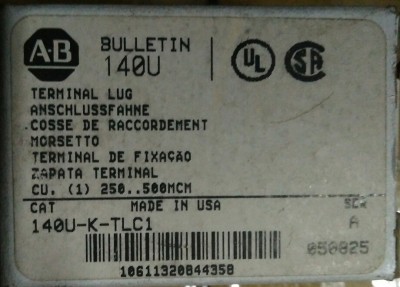 A-B
BULLETIN
140U
UL
SA
TERMINAL LUG
ANSCHLUSSFAHNE
COSSE DE RACCORDEMENT
MORSETTO
TERMINAL DE FIXAÇAO
ZAPATA TERMINAL
CU. (1) 250..500MCM
CAT MADE IN USA SER
140U-K-TLC1 A
050825
10611320844358